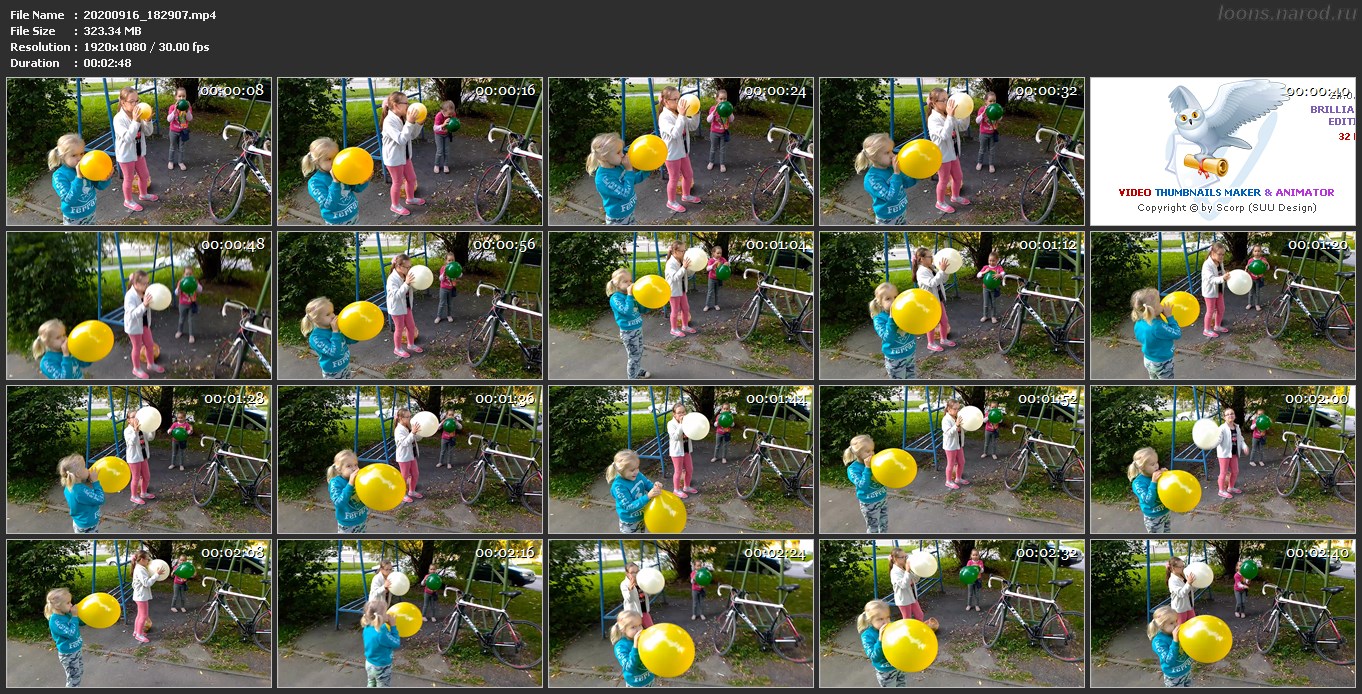 File Name : 20200916_182907.mp4
loons.narod.ru
File Size : 323.34 MB
Resolution : 1920x1080 / 30.00 fps
Duration : 00:02:48
00:00:08
00:00:16
00:00:24
00:00:32
00:00:40
BRILLIA
EDITI
32
VIDEO THUMBNAILS MAKER & ANIMATOR
Copyright © by Scorp (SUU Design)
00:00:48
00:00:56
00:01:04
00:01:12
00:01:20
00:01:28
00:01:36
00:01:44
00:01:52
00:02:00
00:02:08
00:02:16
00:02:24
00:02:32
00:02:40